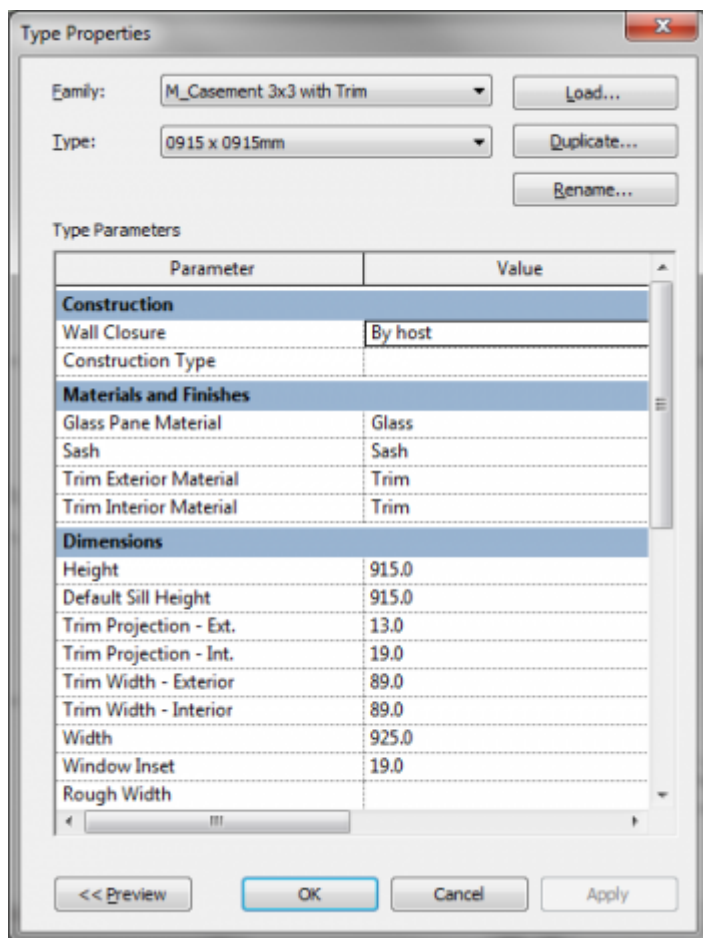 Type Properties
Family: M_Casement 3x3 with Trim Load...
Type: 0915 x 0915mm Duplicate...
Rename...
Type Parameters
Parameter Value
Construction
Wall Closure By host
Construction Type
Materials and Finishes
Glass Pane Material Glass
Sash Sash
Trim Exterior Material Trim
Trim Interior Material Trim
Dimensions
Height 915.0
Default Sill Height 915.0
Trim Projection - Ext. 13.0
Trim Projection - Int. 19.0
Trim Width - Exterior 89.0
Trim Width - Interior 89.0
Width 925.0
Window Inset 19.0
Rough Width
<< Preview OK Cancel Apply